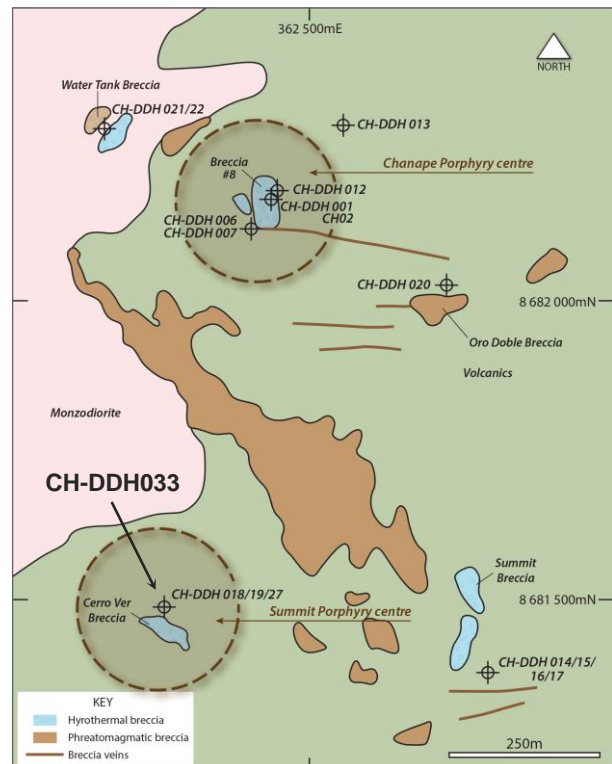 362 500mE
NORTH
Water Tank Breccia
CH-DDH 021/22
CH-DDH 013
Chanape Porphyry centre
Breccia
#8
CH-DDH 012
CH-DDH 001
CH02
CH-DDH 006
CH-DDH 007
CH-DDH 020
8 682 000mN
Oro Doble Breccia
Volcanics
Monzodiorite
CH-DDH033
CH-DDH 018/19/27
Cerro Ver
Breccia
Summit Porphyry centre
Summit
Breccia
8 681 500mN
CH-DDH 014/15/
16/17
KEY
Hyrothermal breccia
Phreatomagmatic breccia
Breccia veins
250m